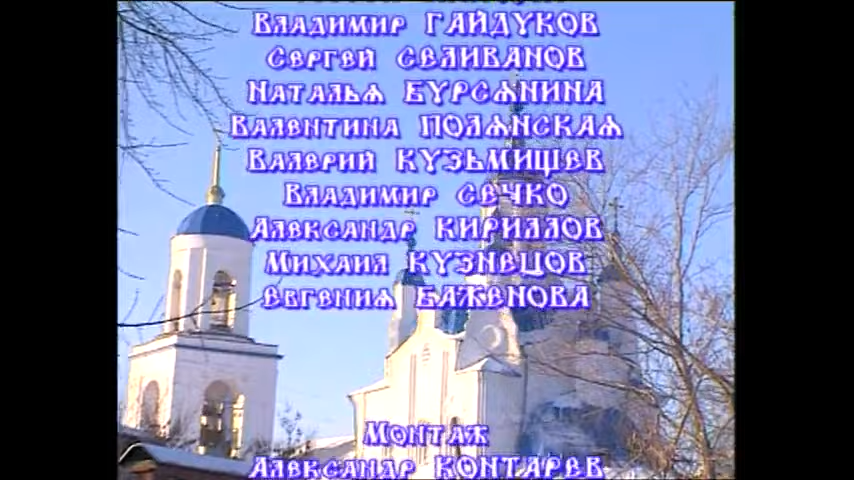 Владимир ГАЙДУКОВ
Сергей СЕЛИВАНОВ
Наталья БУРСЯНИНА
Валентина ПОЛЯНСКАЯ
Валерий КУЗЬМИЩЕВ
Владимир СЕЧКО
Александр КИРИЛЛОВ
Михаил КУЗНЕЦОВ
Евгения БАЖЕНОВА
Монтаж
Александр КОНТАРЕВ